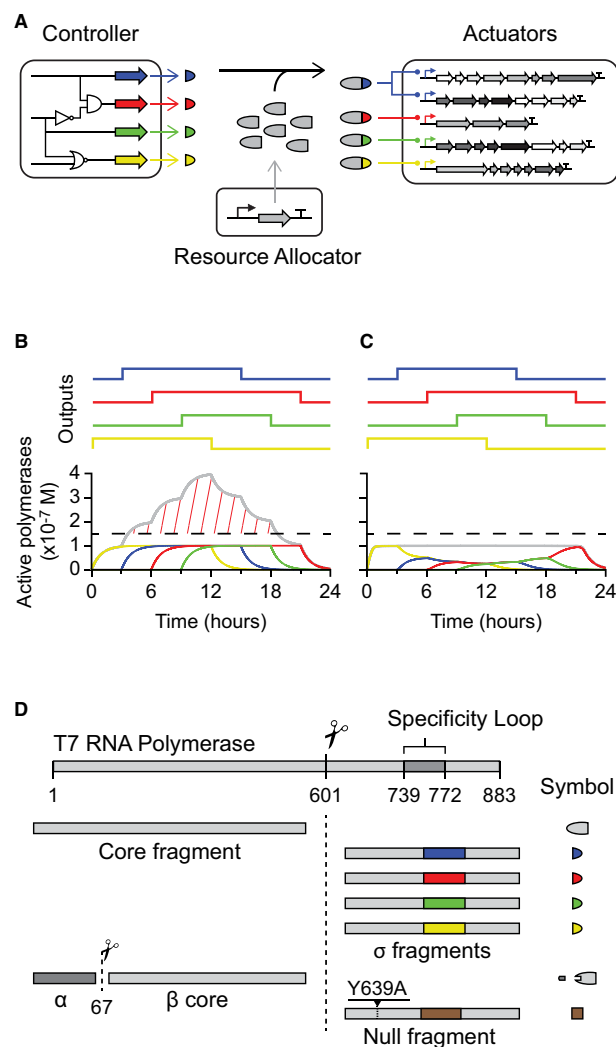 A
Controller
Actuators
Resource Allocator
B
C
Outputs
Active polymerases
(x10-7 M)
4
3
2
1
0
0 6 12 18 24
Time (hours)
0 6 12 18 24
Time (hours)
D
Specificity Loop
T7 RNA Polymerase
1 601 739 772 883
Symbol
Core fragment
σ fragments
α
67
β core
Y639A
Null fragment